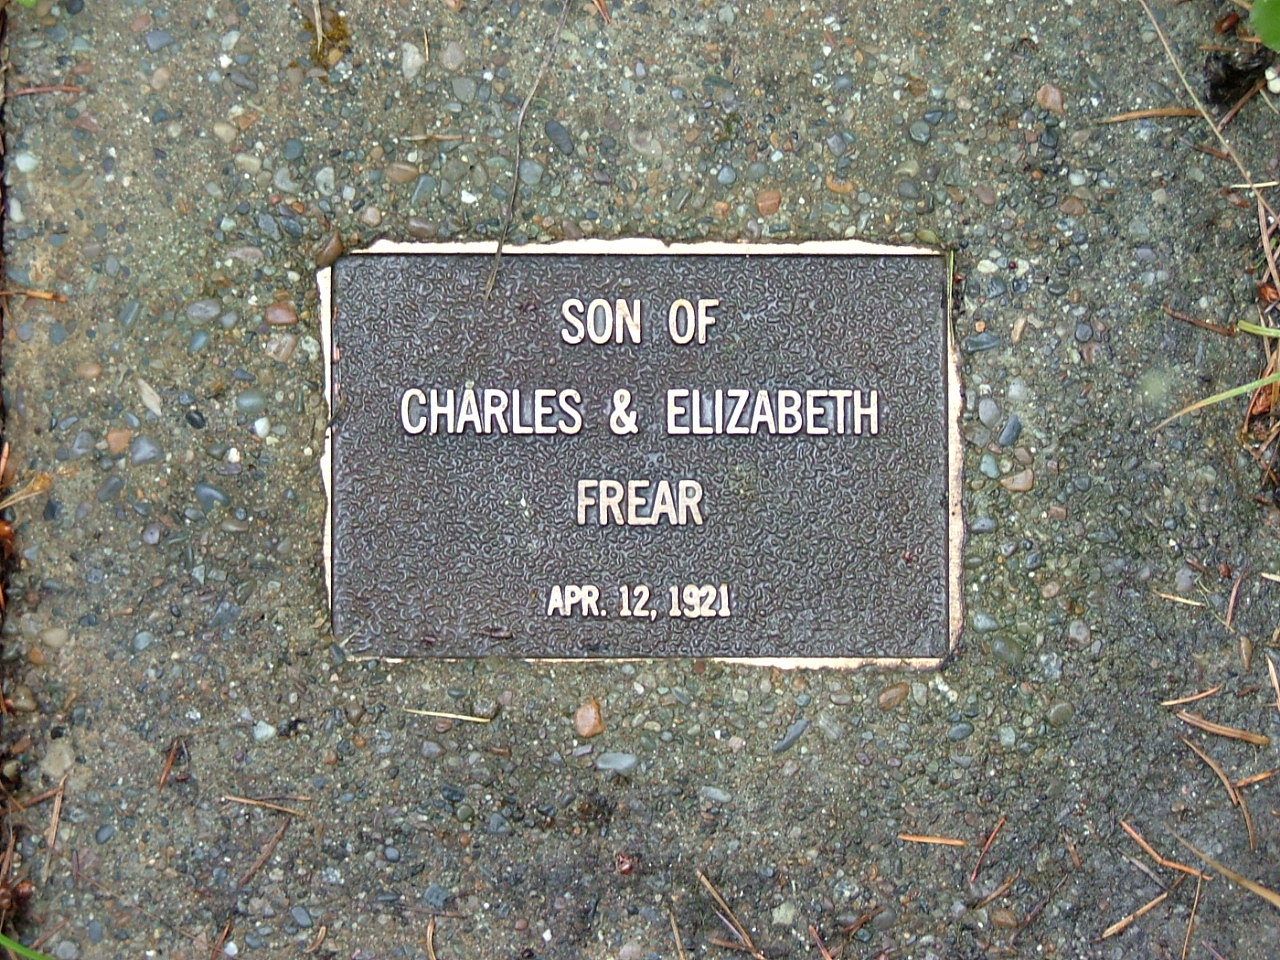 SON OF
CHARLES & ELIZABETH
FREAR
APR. 12, 1921